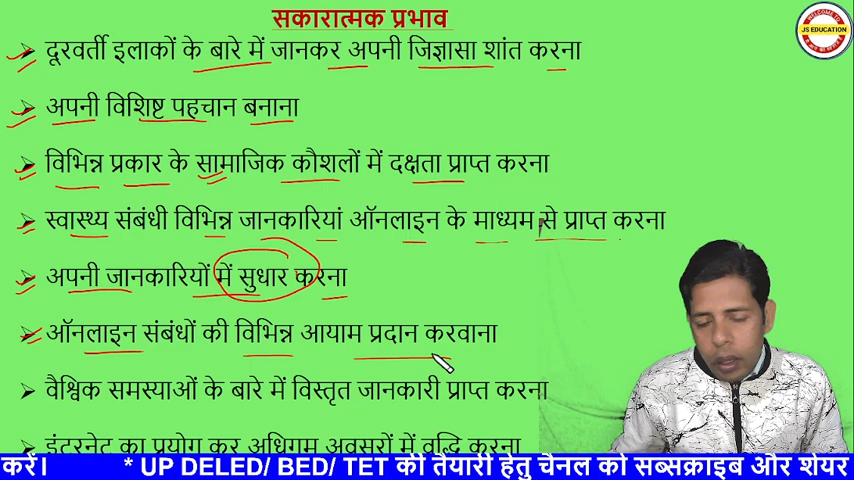 सकारात्मक प्रभाव
दूरवर्ती इलाकों के बारे में जानकर अपनी जिज्ञासा शांत करना
अपनी विशिष्ट पहचान बनाना
विभिन्न प्रकार के सामाजिक कौशलों में दक्षता प्राप्त करना
स्वास्थ्य संबंधी विभिन्न जानकारियां ऑनलाइन के माध्यम से प्राप्त करना
अपनी जानकारियों में सुधार करना
ऑनलाइन संबंधों की विभिन्न आयाम प्रदान करवाना
वैश्विक समस्याओं के बारे में विस्तृत जानकारी प्राप्त करना
इंटरनेट का प्रयोग कर अधिगम अवसरों में वृद्धि करना
करें। * UP DELED/ BED/ TET की तैयारी हेतु चैनल को सब्सक्राइब और शेयर
WELCOME TO
JS EDUCATION